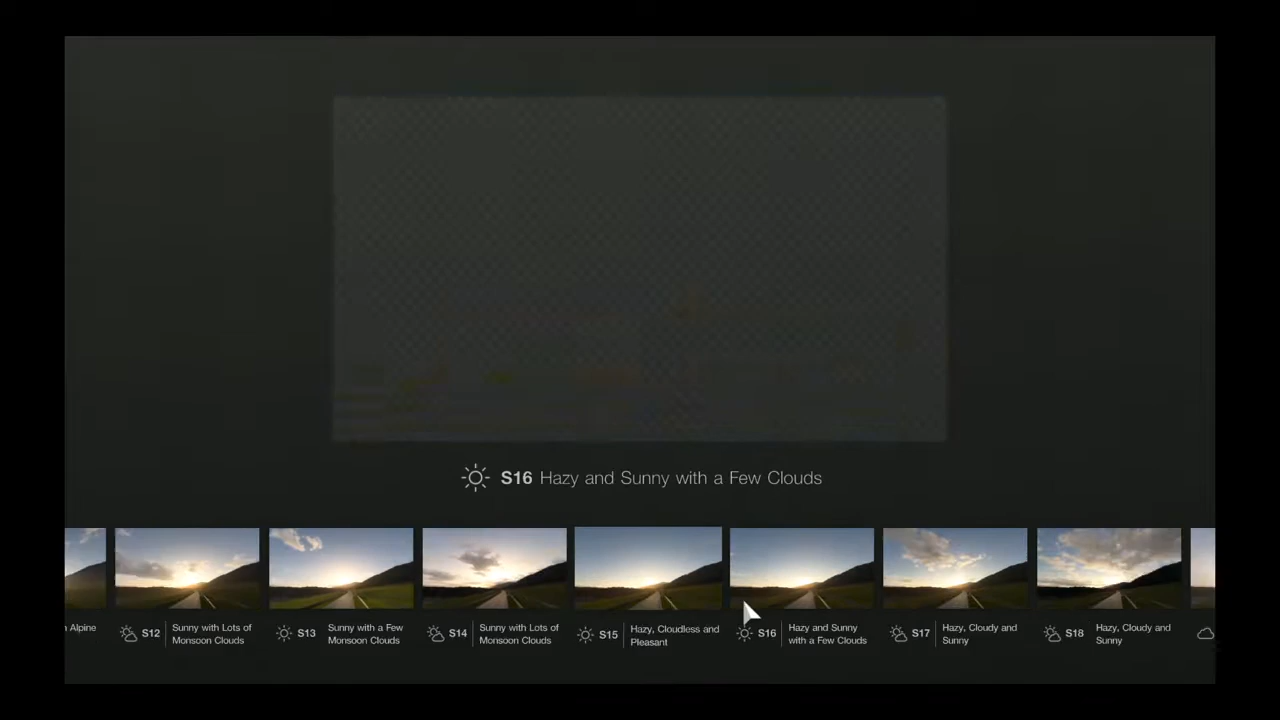 S16 Hazy and Sunny with a Few Clouds
n Alpine
S12 Sunny with Lots of
Monsoon Clouds
S13 Sunny with a Few
Monsoon Clouds
S14 Sunny with Lots of
Monsoon Clouds
S15 Hazy, Cloudless and
Pleasant
S16 Hazy and Sunny
with a Few Clouds
S17 Hazy, Cloudy and
Sunny
S18 Hazy, Cloudy and
Sunny